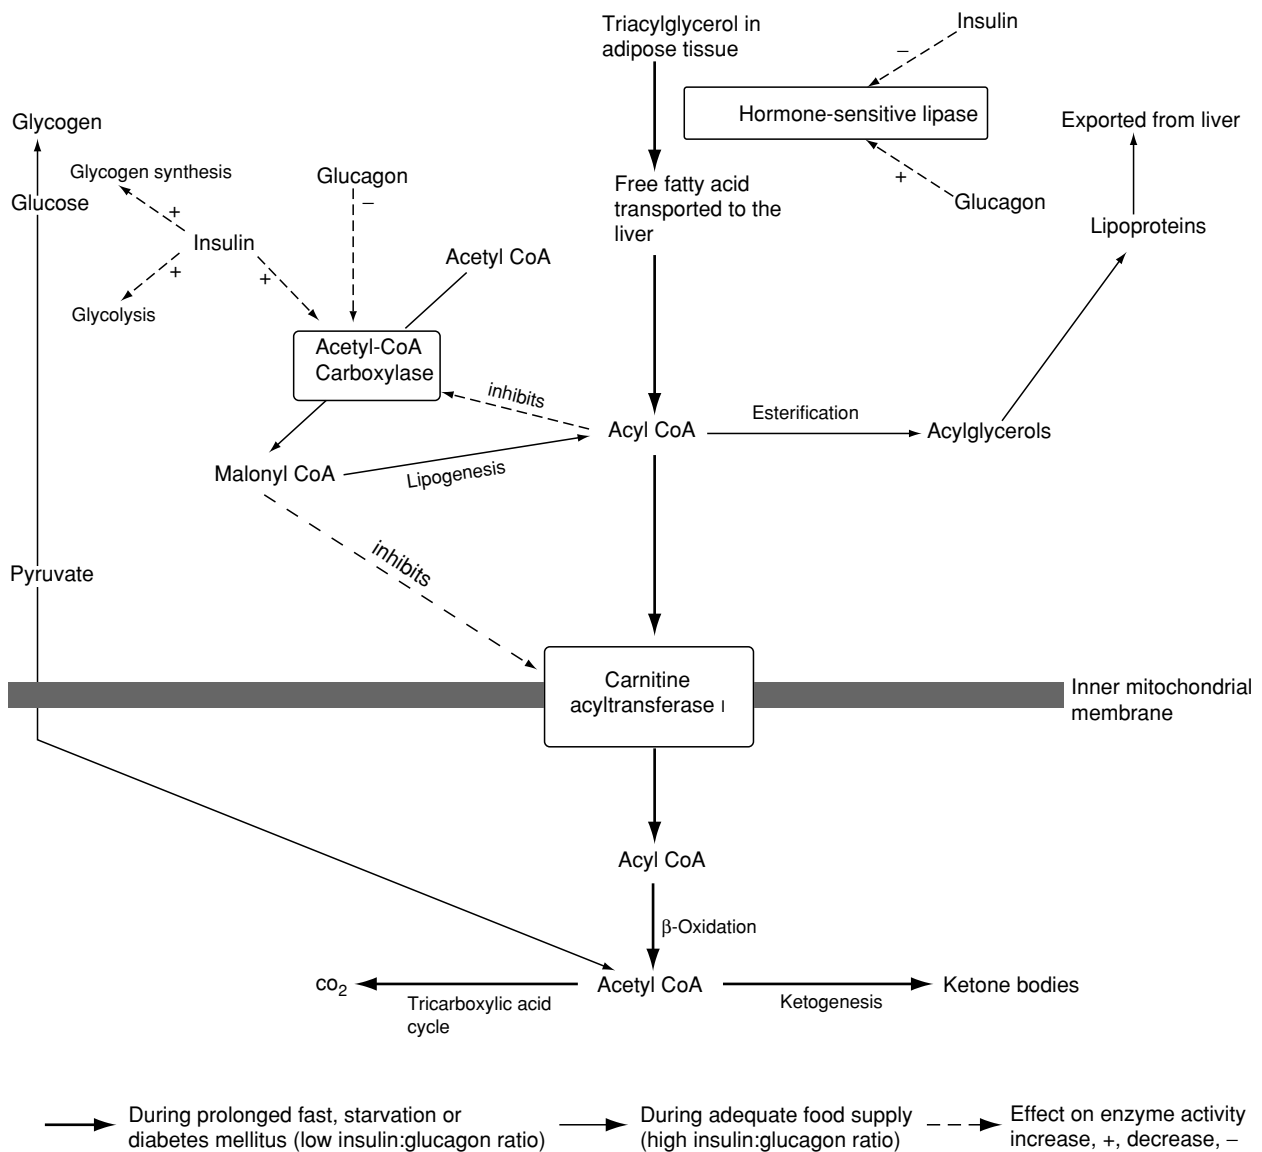 Triacylglycerol in
adipose tissue
Insulin
–
Hormone-sensitive lipase
+
Glucagon
Exported from liver
Lipoproteins
Glycogen
Glycogen synthesis
Glucose
+
Insulin
+
+
Glycolysis
Glucagon
–
Acetyl CoA
Free fatty acid
transported to the
liver
Acetyl-CoA
Carboxylase
inhibits
Acyl CoA
Esterification
Acylglycerols
Malonyl CoA
Lipogenesis
inhibits
Pyruvate
Carnitine
acyltransferase I
Inner mitochondrial
membrane
Acyl CoA
β-Oxidation
CO2
Tricarboxylic acid
cycle
Acetyl CoA
Ketogenesis
Ketone bodies
During prolonged fast, starvation or
diabetes mellitus (low insulin:glucagon ratio)
During adequate food supply
(high insulin:glucagon ratio)
Effect on enzyme activity
increase, +, decrease, –